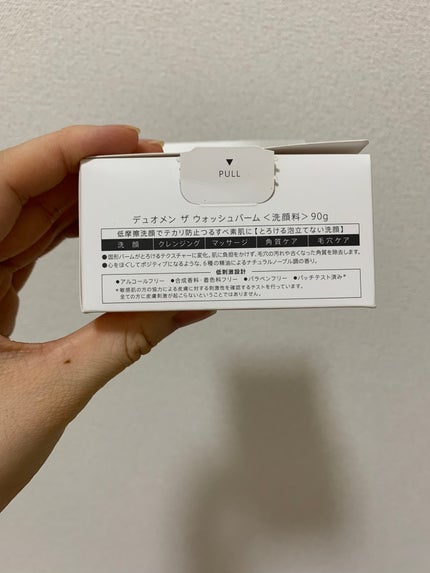 ▼
PULL
デュオメン ザ ウォッシュバーム <洗顔料> 90g
低摩擦洗顔でテカリ防止つるすべ素肌に【とろける泡立てない洗顔】
洗顔 クレンジング マッサージ 角質ケア 毛穴ケア
●固形バームがとろけるテクスチャーに変化。肌に負担をかけず、毛穴の汚れや古くなった角質を除去します。
●心をほぐしてポジティブになるような、6種の精油によるナチュラルノーブル調の香り。
低刺激設計
●アルコールフリー ●合成香料・着色料フリー ●パラベンフリー ●パッチテスト済み*
*敏感肌の方の協力による皮膚に対する刺激性を確認するテストを行っています。
全ての方に皮膚刺激が起こらないということではありません。